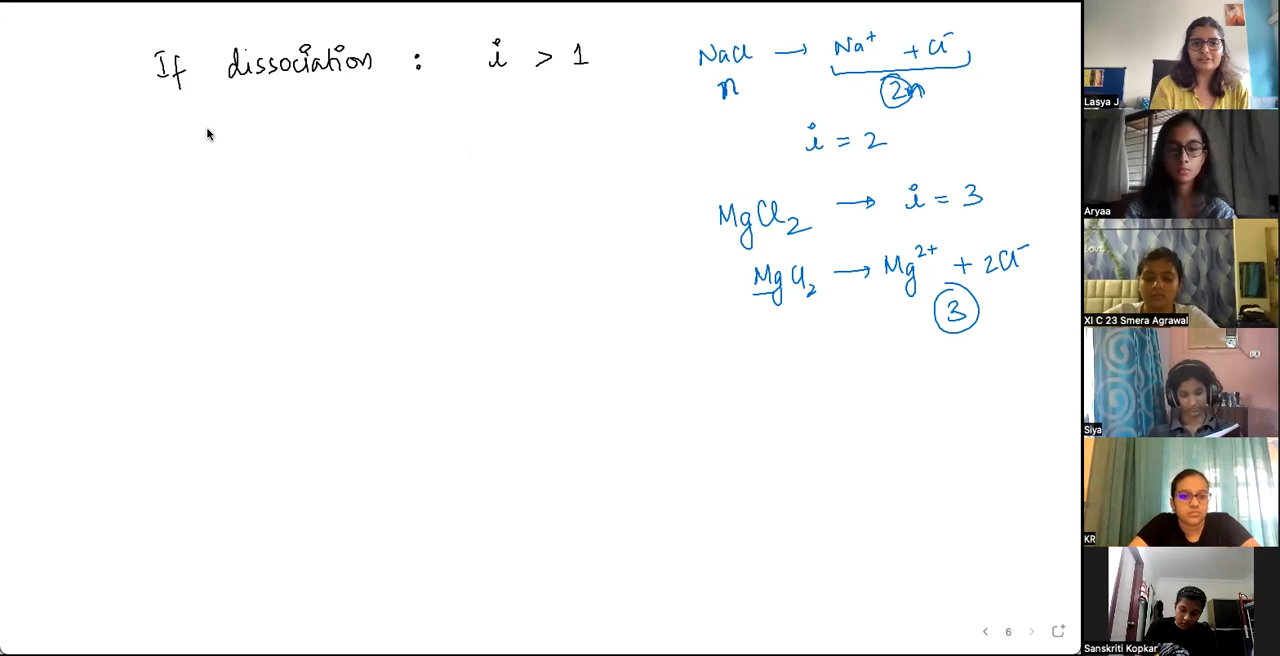 If dissociation : i > 1
NaCl → Na⁺ + Cl⁻
n 2n
i = 2
MgCl₂ → i = 3
MgCl₂ → Mg²⁺ + 2Cl⁻
3
6
Lasya J
Aryaa
XI C 23 Smera Agrawal
Siya
KR
Sanskriti Kopkar